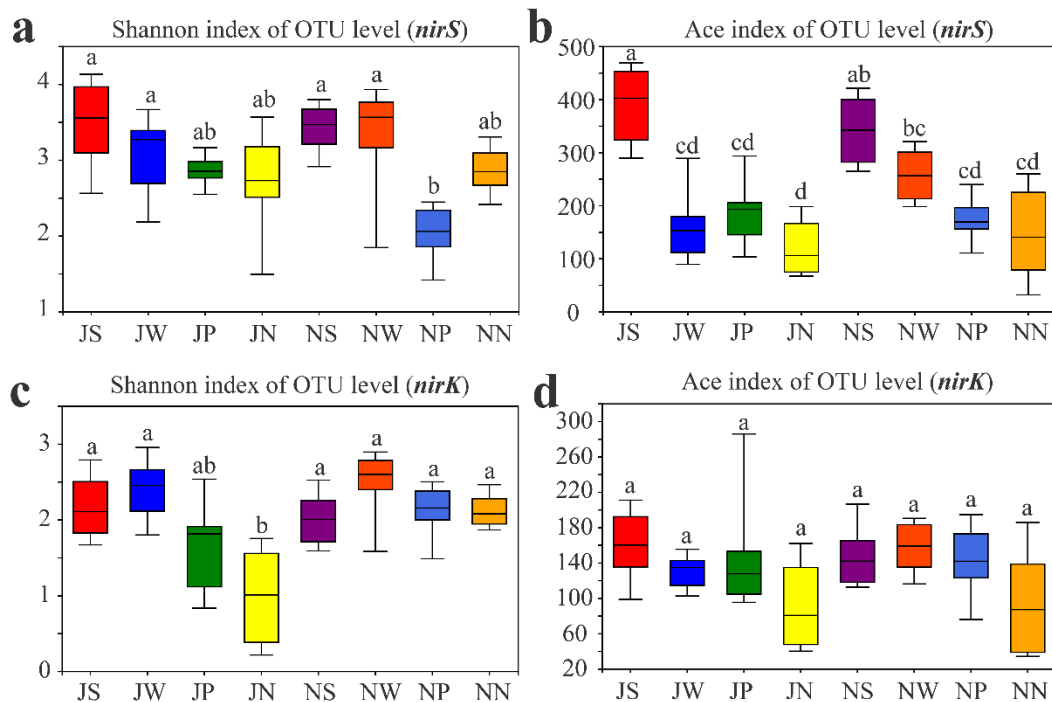 a Shannon index of OTU level (nirS)
4
3
2
1
a a ab ab a a b ab
JS JW JP JN NS NW NP NN
b Ace index of OTU level (nirS)
500
400
300
200
100
0
a cd cd d ab bc cd cd
JS JW JP JN NS NW NP NN
c Shannon index of OTU level (nirK)
3
2
1
0
a a ab b a a a a
JS JW JP JN NS NW NP NN
d Ace index of OTU level (nirK)
300
260
220
180
140
100
60
20
a a a a a a a a
JS JW JP JN NS NW NP NN